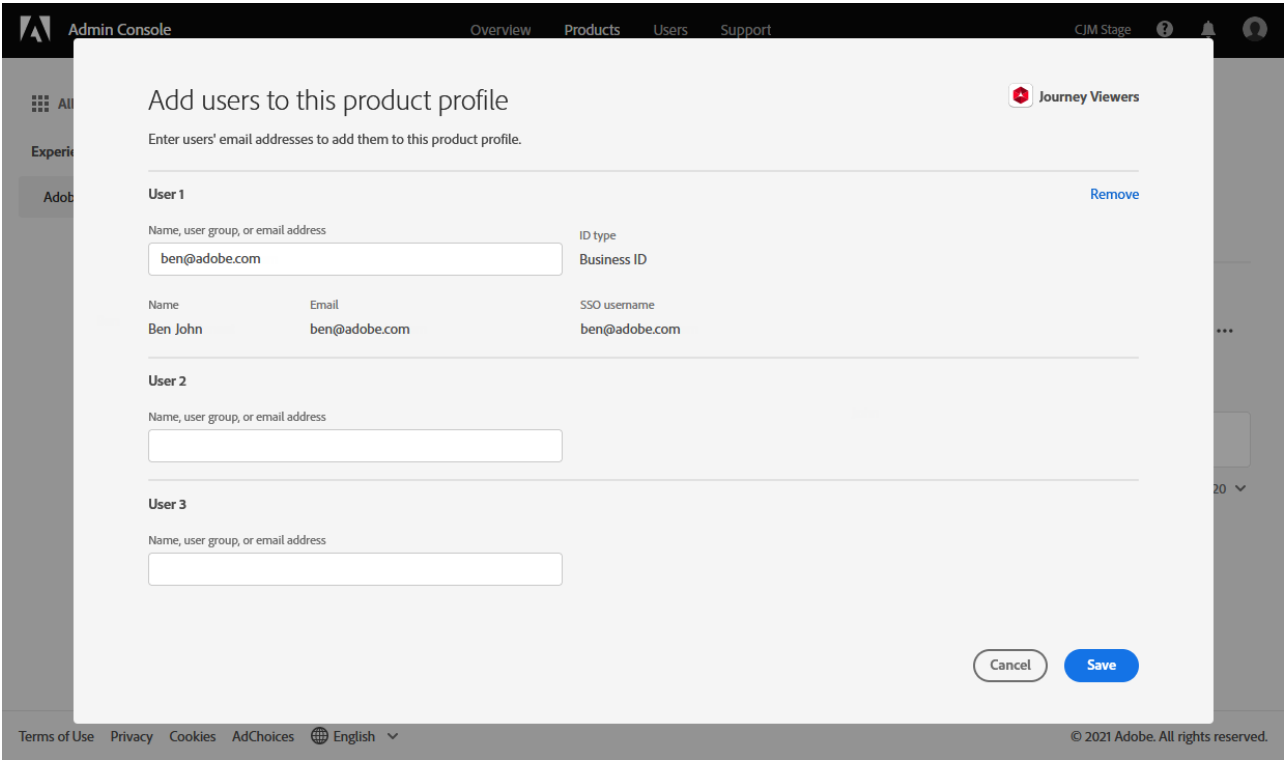 Admin Console Overview Products Users Support CJM Stage
Add users to this product profile
Journey Viewers
All
Enter users' email addresses to add them to this product profile.
Experie
User 1 Remove
Adob
Name, user group, or email address
ID type
ben@adobe.com
Business ID
Name Email SSO username
Ben John ben@adobe.com ben@adobe.com
User 2
Name, user group, or email address
20
User 3
Name, user group, or email address
Cancel Save
Terms of Use Privacy Cookies AdChoices English © 2021 Adobe. All rights reserved.